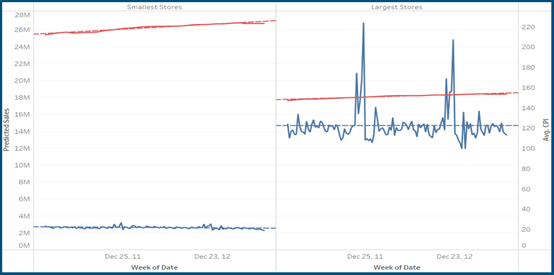 Smallest Stores
Largest Stores
28M
26M
24M
22M
20M
18M
16M
14M
12M
10M
8M
6M
4M
2M
0M
Predicted Sales
220
200
180
160
140
120
100
80
60
40
20
0
Avg. CPI
Dec 25, 11
Dec 23, 12
Dec 25, 11
Dec 23, 12
Week of Date
Week of Date